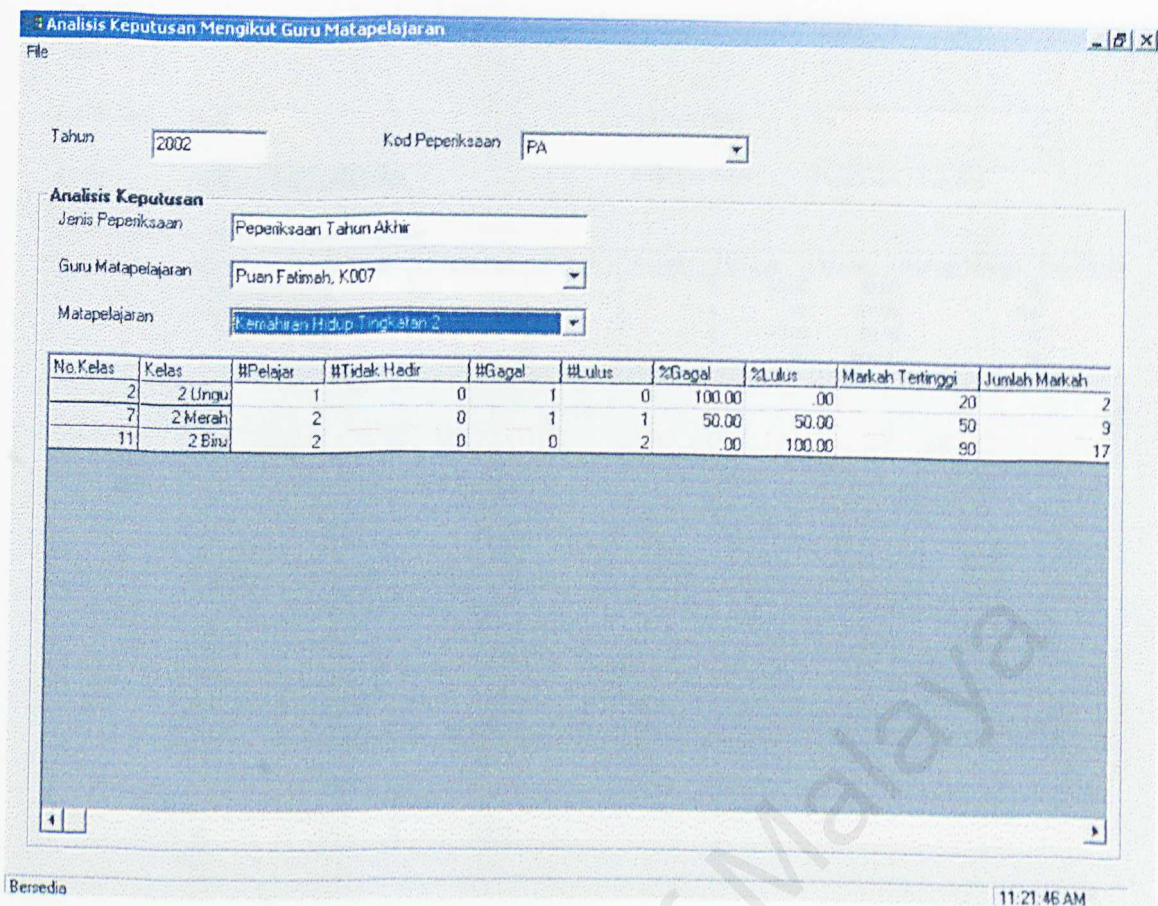 Analisis Keputusan Mengikut Guru Matapelajaran
File
Tahun 2002 Kod Peperiksaan PA
Analisis Keputusan
Jenis Peperiksaan Peperiksaan Tahun Akhir
Guru Matapelajaran Puan Fatimah, K007
Matapelajaran Kemahiran Hidup Tingkatan 2
No.Kelas Kelas #Pelajar #Tidak Hadir #Gagal #Lulus %Gagal %Lulus Markah Tertinggi Jumlah Markah
2 2 Ungu 1 0 1 0 100.00 .00 20 2
7 2 Merah 2 0 1 1 50.00 50.00 50 9
11 2 Biru 2 0 0 2 .00 100.00 90 17
Malaya
Bersedia 11:21:46 AM